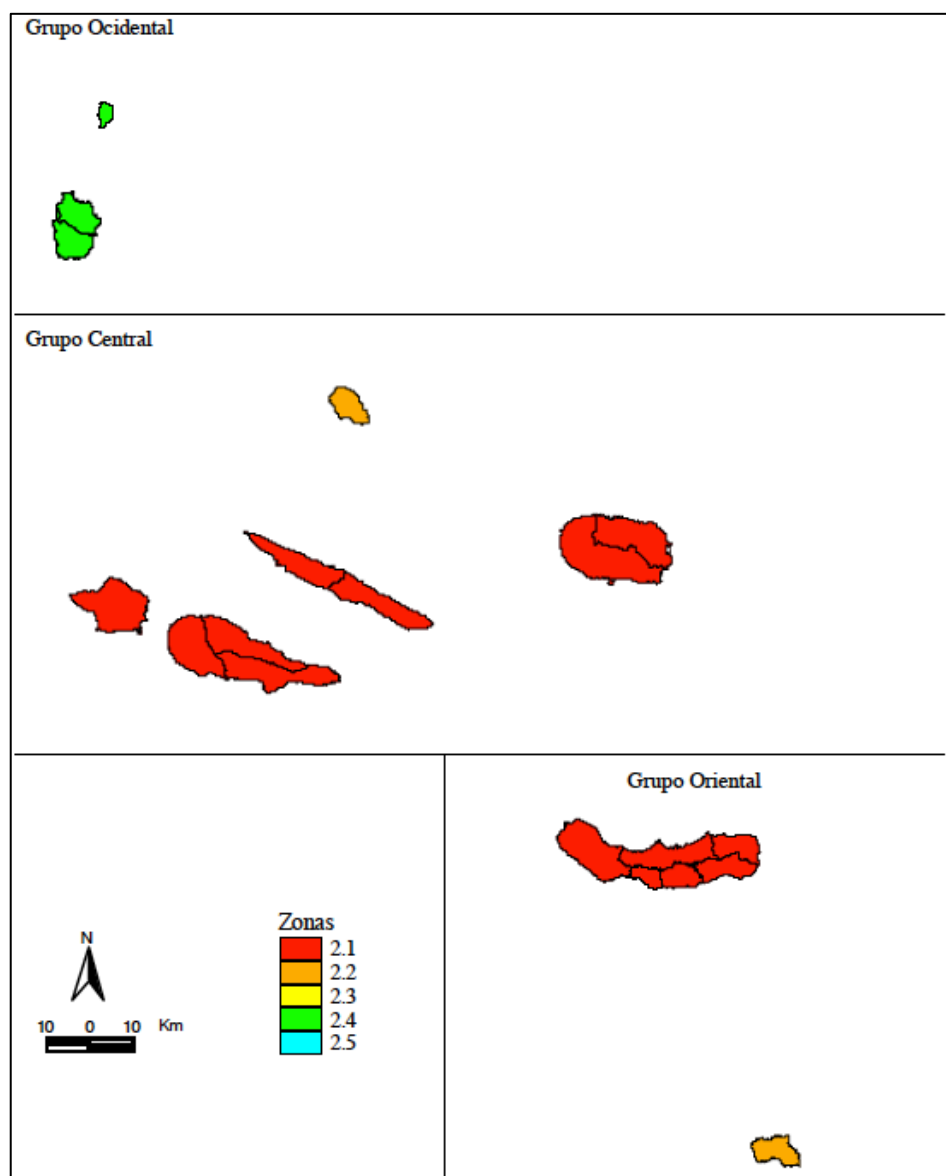 Grupo Ocidental
Grupo Central
Grupo Oriental
Zonas
2.1
2.2
2.3
2.4
2.5
N
10 0 10 Km